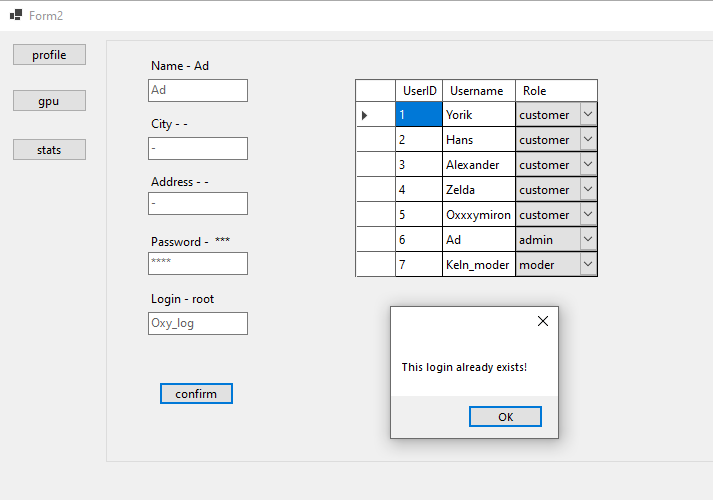 Form2
profile
gpu
stats
Name - Ad
Ad
City - -
-
Address - -
-
Password - ***
****
Login - root
Oxy_log
confirm
UserID Username Role
1 Yorik customer
2 Hans customer
3 Alexander customer
4 Zelda customer
5 Oxxxymiron customer
6 Ad admin
7 Keln_moder moder
This login already exists!
OK